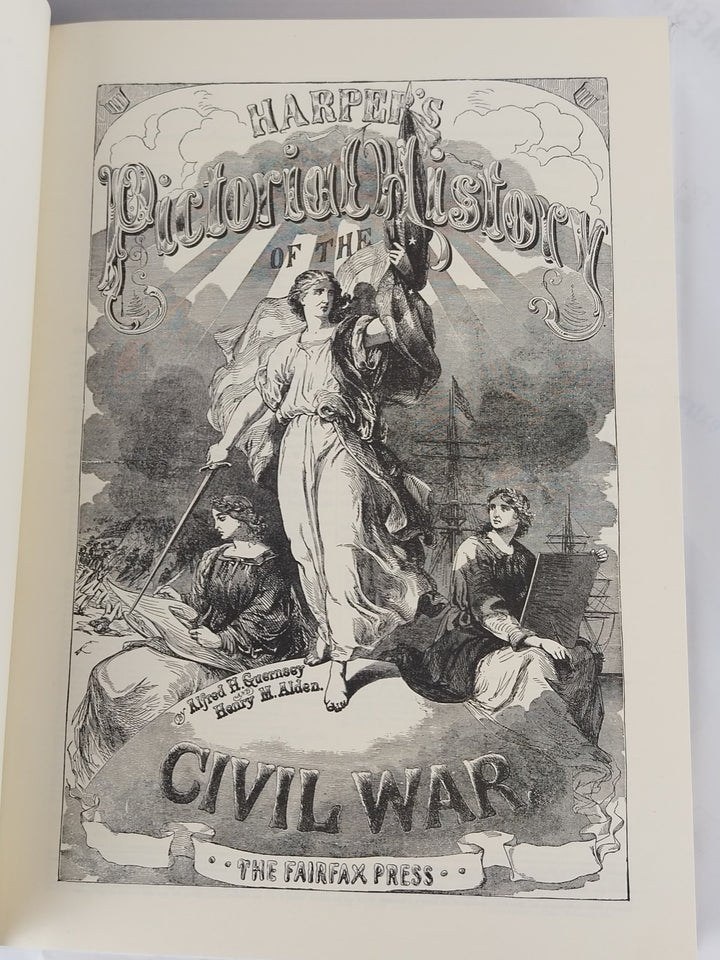 HARPER'S
Pictorial History
OF THE
By Alfred H. Guernsey
and
Henry M. Alden.
CIVIL WAR
THE FAIRFAX PRESS